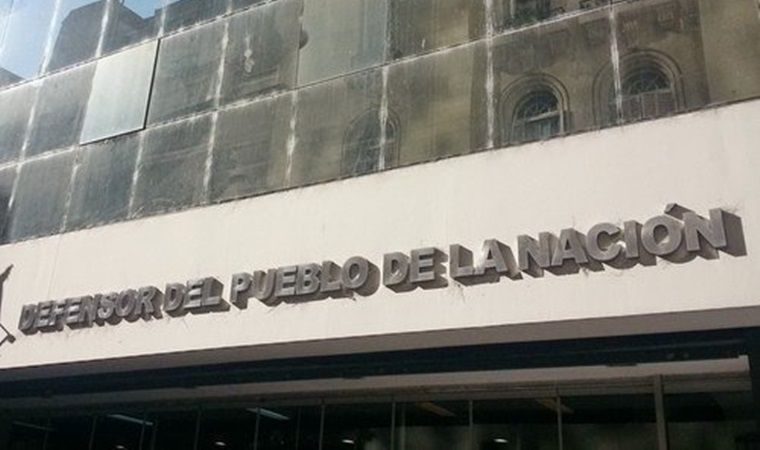 DEFENSOR DEL PUEBLO DE LA NACIÓN